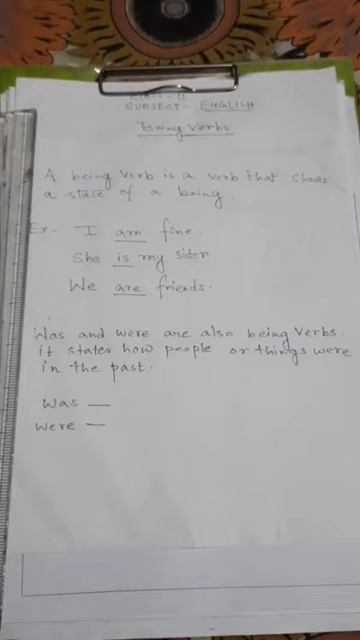 CLASS - II
SUBJECT - ENGLISH
Being Verbs
A being verb is a verb that shows
a state of a being.
Ex - I am fine.
She is my sister.
We are friends.
Was and were are also being verbs.
it states how people or things were
in the past.
Was —
Were —